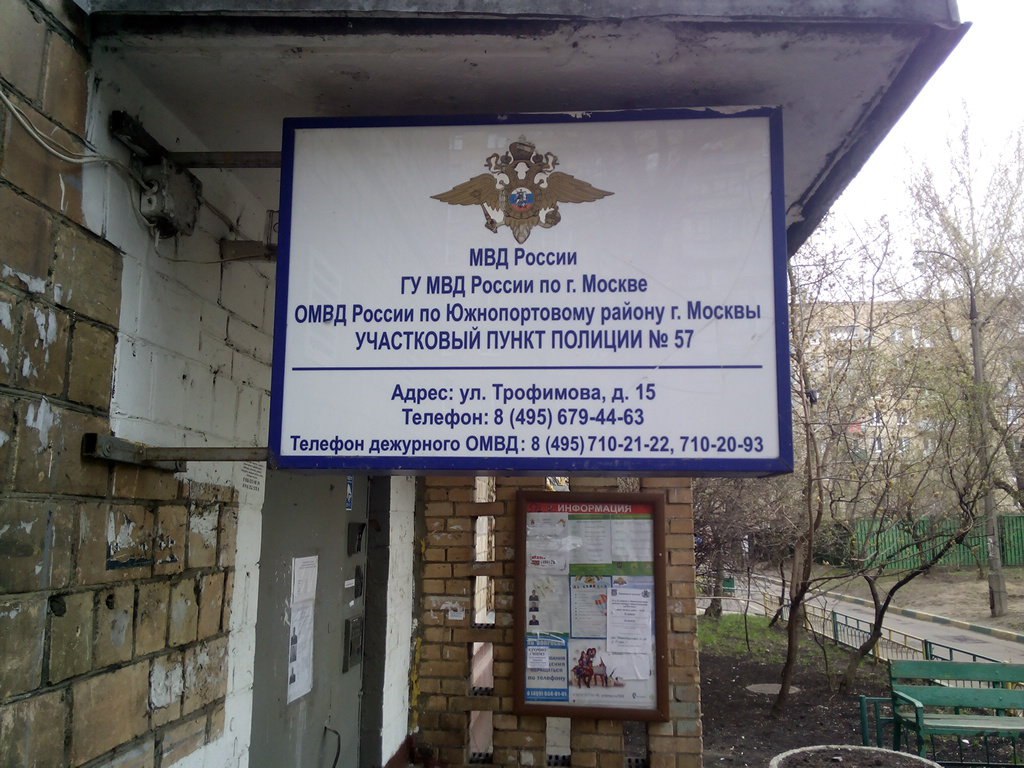 МВД России
ГУ МВД России по г. Москве
ОМВД России по Южнопортовому району г. Москвы
УЧАСТКОВЫЙ ПУНКТ ПОЛИЦИИ № 57
Адрес: ул. Трофимова, д. 15
Телефон: 8 (495) 679-44-63
Телефон дежурного ОМВД: 8 (495) 710-21-22, 710-20-93
ИНФОРМАЦИЯ
по телефону